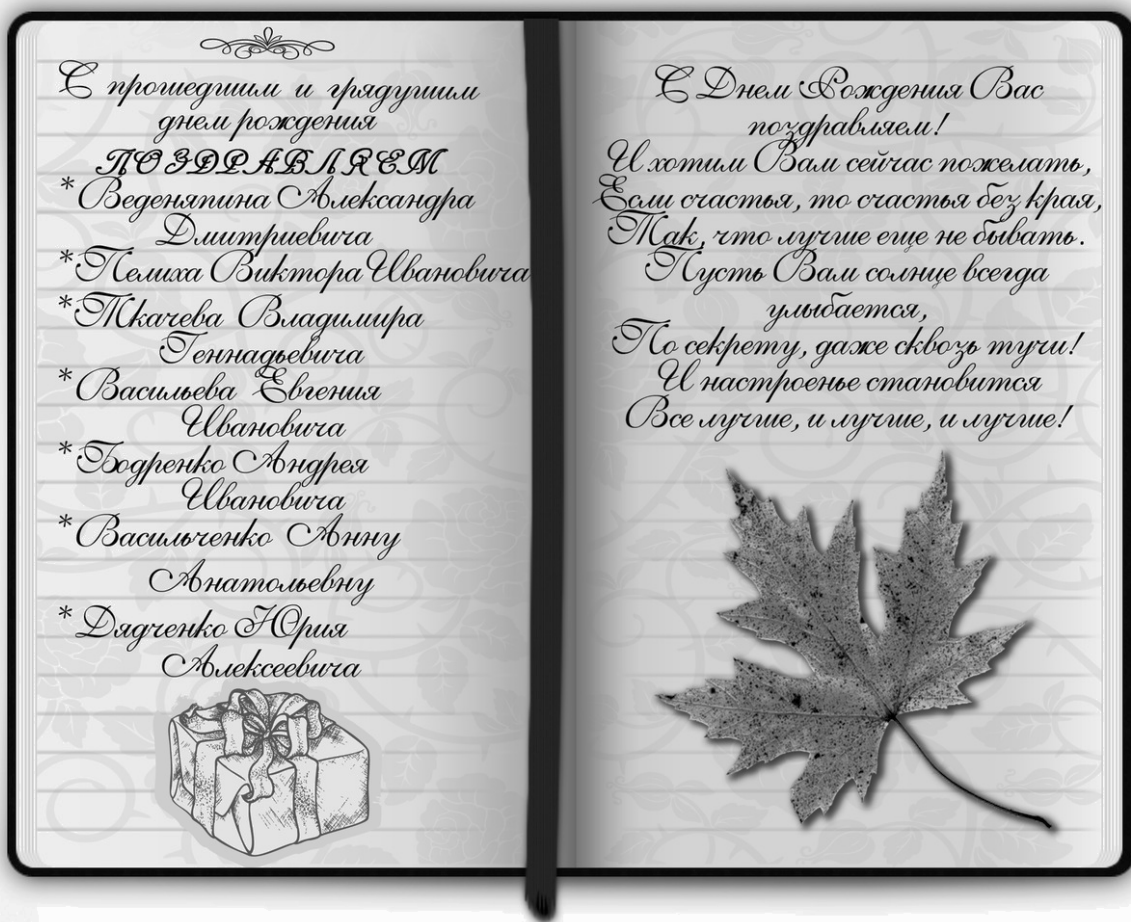 С прошедшим и грядущим
днем рождения
ПОЗДРАВЛЯЕМ
*Веденяпина Александра
Дмитриевича
*Пелиха Виктора Ивановича
*Ткачева Владимира
Геннадьевича
*Васильева Евгения
Ивановича
*Бодренко Андрея
Ивановича
*Васильченко Анну
Анатольевну
*Дядченко Юрия
Алексеевича
С Днем Рождения Вас
поздравляем!
И хотим Вам сейчас пожелать,
Если счастья, то счастья без края,
Так, что лучше еще не бывать.
Пусть Вам солнце всегда
улыбается,
По секрету, даже сквозь тучи!
И настроенье становится
Все лучше, и лучше, и лучше!